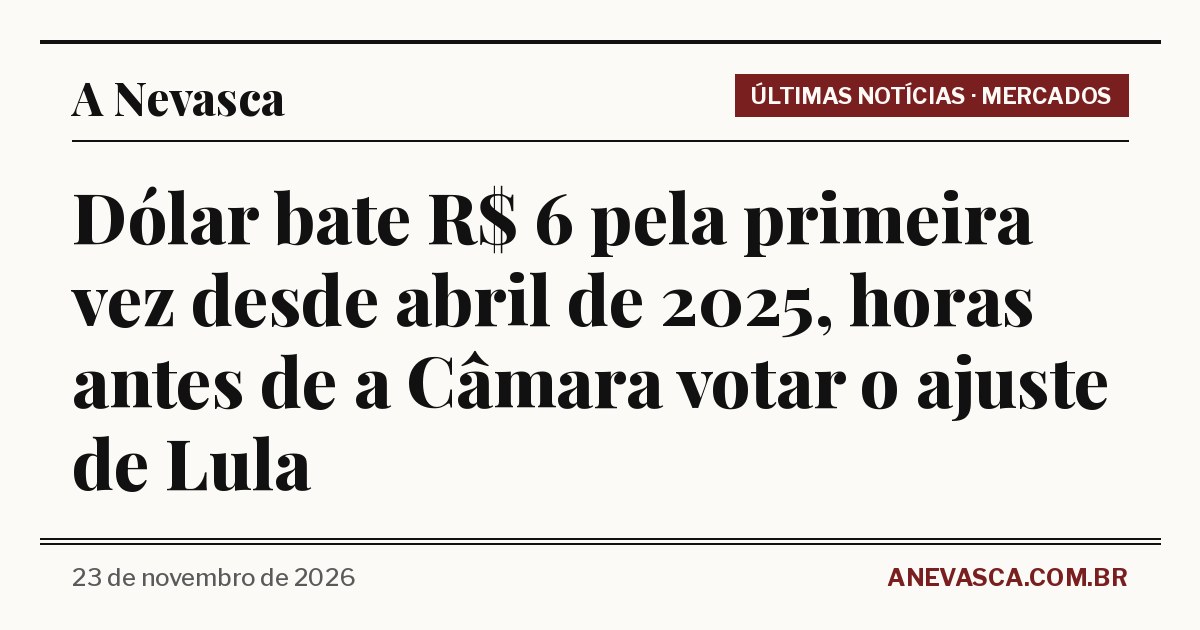 A Nevasca
ÚLTIMAS NOTÍCIAS · MERCADOS
Dólar bate R$ 6 pela primeira
vez desde abril de 2025, horas
antes de a Câmara votar o ajuste
de Lula
23 de novembro de 2026
ANEVASCA.COM.BR